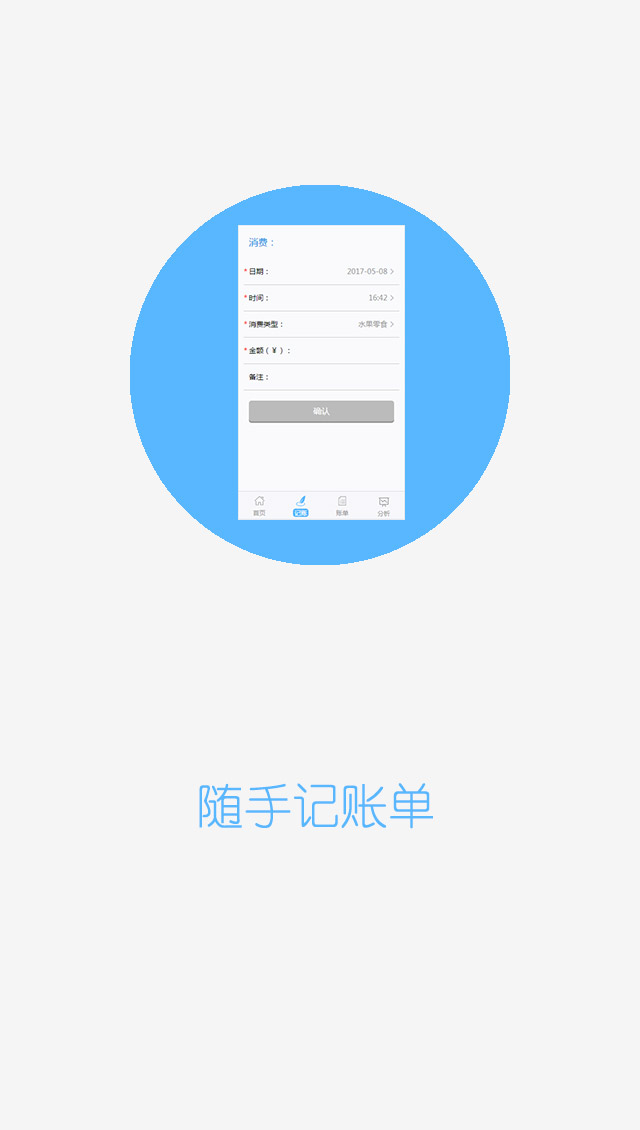 消费：
*日期： 2017-05-08 >
*时间： 16:42 >
*消费类型： 水果零食 >
*金额（￥）：
备注：
确认
首页 记账 账单 分析
随手记账单